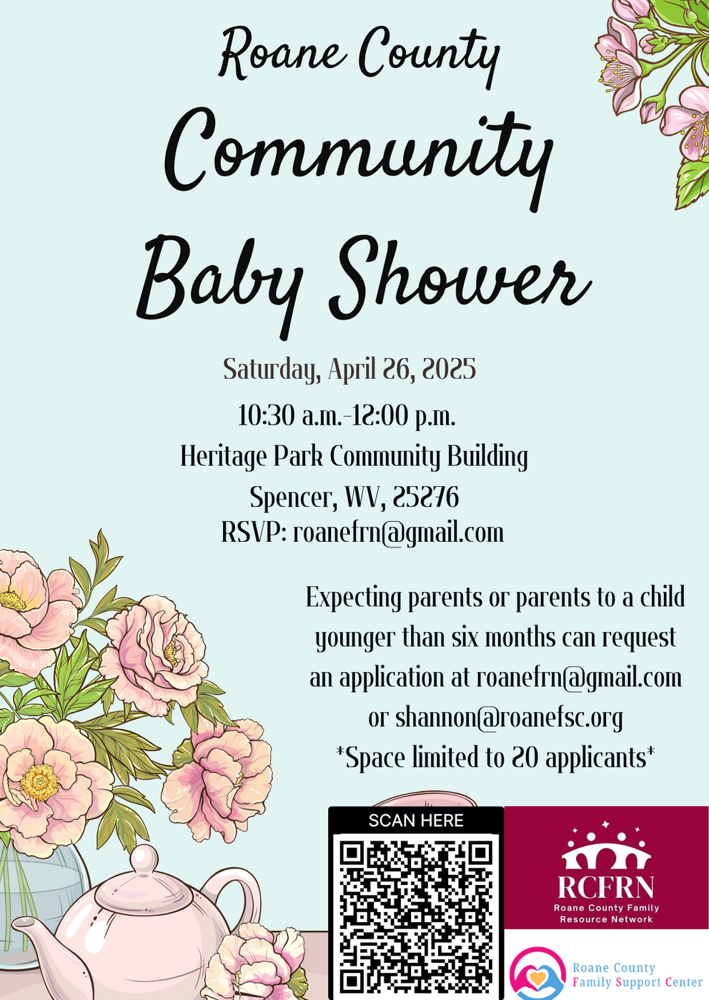 Roane County
Community
Baby Shower
Saturday, April 26, 2025
10:30 a.m.-12:00 p.m.
Heritage Park Community Building
Spencer, WV, 25276
RSVP: roanefrn@gmail.com
Expecting parents or parents to a child
younger than six months can request
an application at roanefrn@gmail.com
or shannon@roanefsc.org
*Space limited to 20 applicants*
SCAN HERE
RCFRN
Roane County Family
Resource Network
Roane County
Family Support Center